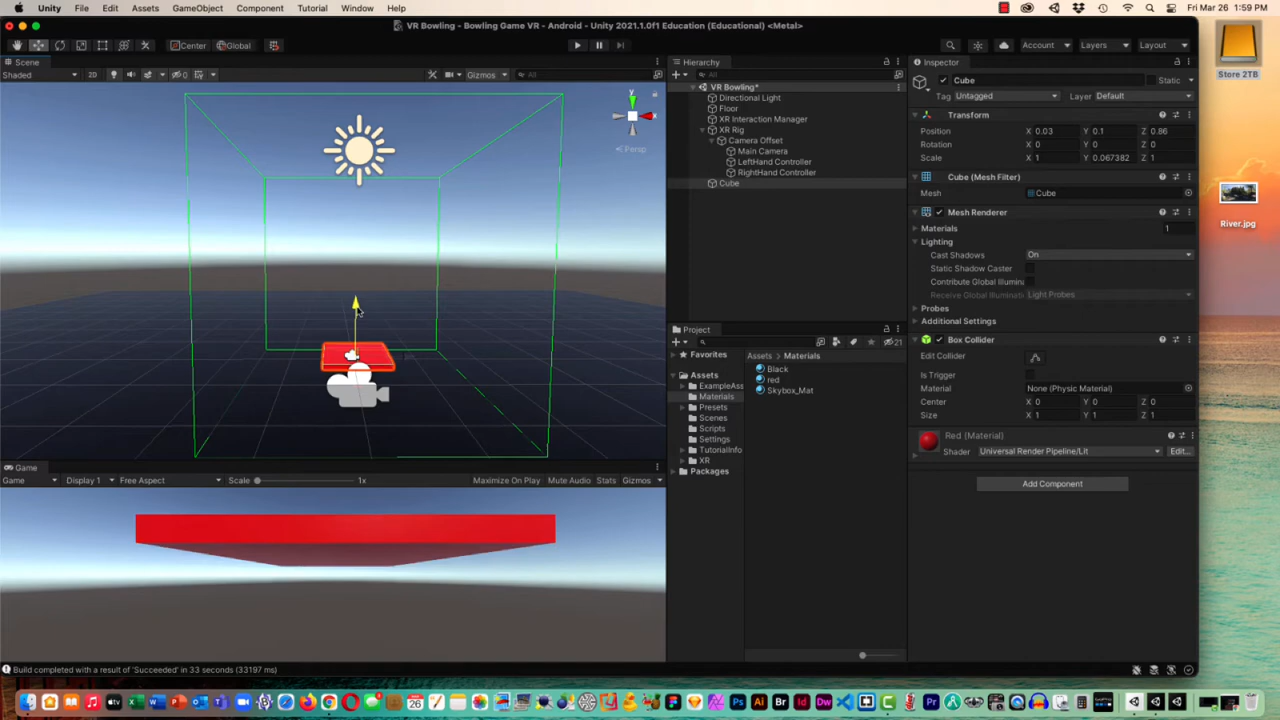 Unity File Edit Assets GameObject Component Tutorial Window Help Fri Mar 26 1:59 PM
VR Bowling - Bowling Game VR - Android - Unity 2021.1.0f1 Education (Educational) <Metal>
Center Global Account Layers Layout
Scene
Shaded 2D 0 Gizmos All
y
x
Persp
Game
Game Display 1 Free Aspect Scale 1x Maximize On Play Mute Audio Stats Gizmos
Hierarchy
All
VR Bowling*
Directional Light
Floor
XR Interaction Manager
XR Rig
Camera Offset
Main Camera
LeftHand Controller
RightHand Controller
Cube
Project
21
Favorites
Assets
ExampleAss
Materials
Presets
Scenes
Scripts
Settings
TutorialInfo
XR
Packages
Assets Materials
Black
red
Skybox_Mat
Inspector
Cube Static
Tag Untagged Layer Default
Transform
Position X 0.03 Y 0.1 Z 0.86
Rotation X 0 Y 0 Z 0
Scale X 1 Y 0.067382 Z 1
Cube (Mesh Filter)
Mesh Cube
Mesh Renderer
Materials 1
Lighting
Cast Shadows On
Static Shadow Caster
Contribute Global Illumina
Receive Global Illuminati Light Probes
Probes
Additional Settings
Box Collider
Edit Collider
Is Trigger
Material None (Physic Material)
Center X 0 Y 0 Z 0
Size X 1 Y 1 Z 1
Red (Material)
Shader Universal Render Pipeline/Lit Edit...
Add Component
Build completed with a result of 'Succeeded' in 33 seconds (33197 ms)
Store 2TB
River.jpg